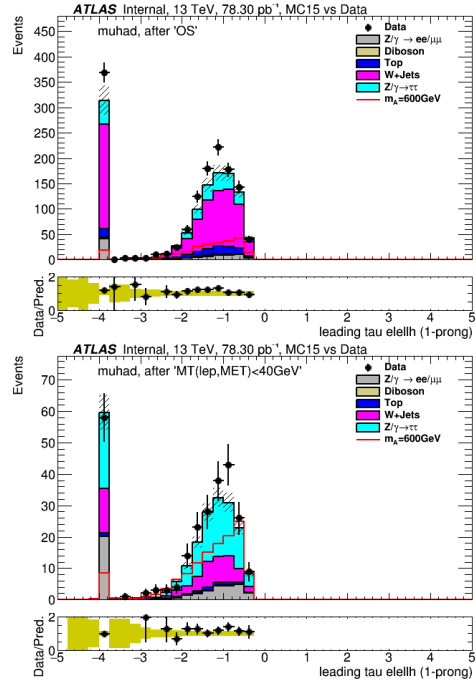 ATLAS Internal, 13 TeV, 78.30 pb⁻¹, MC15 vs Data
Events
muhad, after 'OS'
Data
Z/γ → ee/μμ
Diboson
Top
W+Jets
Z/γ→ττ
m_A=600GeV
450
400
350
300
250
200
150
100
50
0
Data/Pred.
2
1
0
−5 −4 −3 −2 −1 0 1 2 3 4 5
leading tau elellh (1-prong)
ATLAS Internal, 13 TeV, 78.30 pb⁻¹, MC15 vs Data
Events
muhad, after 'MT(lep,MET)<40GeV'
Data
Z/γ → ee/μμ
Diboson
Top
W+Jets
Z/γ→ττ
m_A=600GeV
70
60
50
40
30
20
10
0
Data/Pred.
2
1
0
−5 −4 −3 −2 −1 0 1 2 3 4 5
leading tau elellh (1-prong)